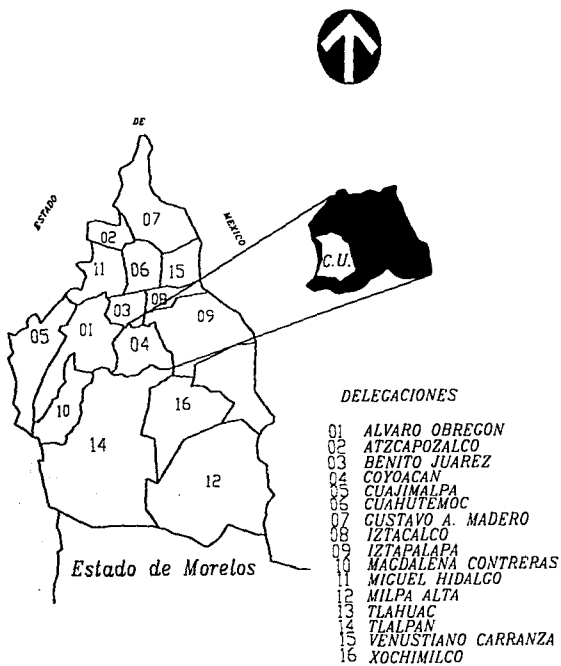 DE
ESTADO
MEXICO
07
02
11
06
15
03
08
09
05
01
04
10
16
14
12
C.U.
Estado de Morelos
DELEGACIONES
01 ALVARO OBREGON
02 ATZCAPOZALCO
03 BENITO JUAREZ
04 COYOACAN
05 CUAJIMALPA
06 CUAHUTEMOC
07 GUSTAVO A. MADERO
08 IZTACALCO
09 IZTAPALAPA
10 MAGDALENA CONTRERAS
11 MIGUEL HIDALGO
12 MILPA ALTA
13 TLAHUAC
14 TLALPAN
15 VENUSTIANO CARRANZA
16 XOCHIMILCO